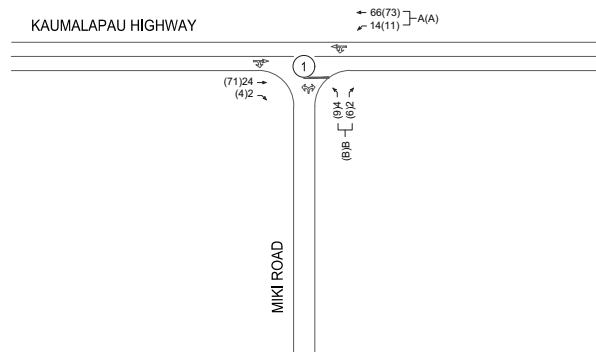 KAUMALAPAU HIGHWAY
66(73)
A(A)
14(11)
1
(71)24
(4)2
(9)4
(6)2
(B)B
MIKI ROAD